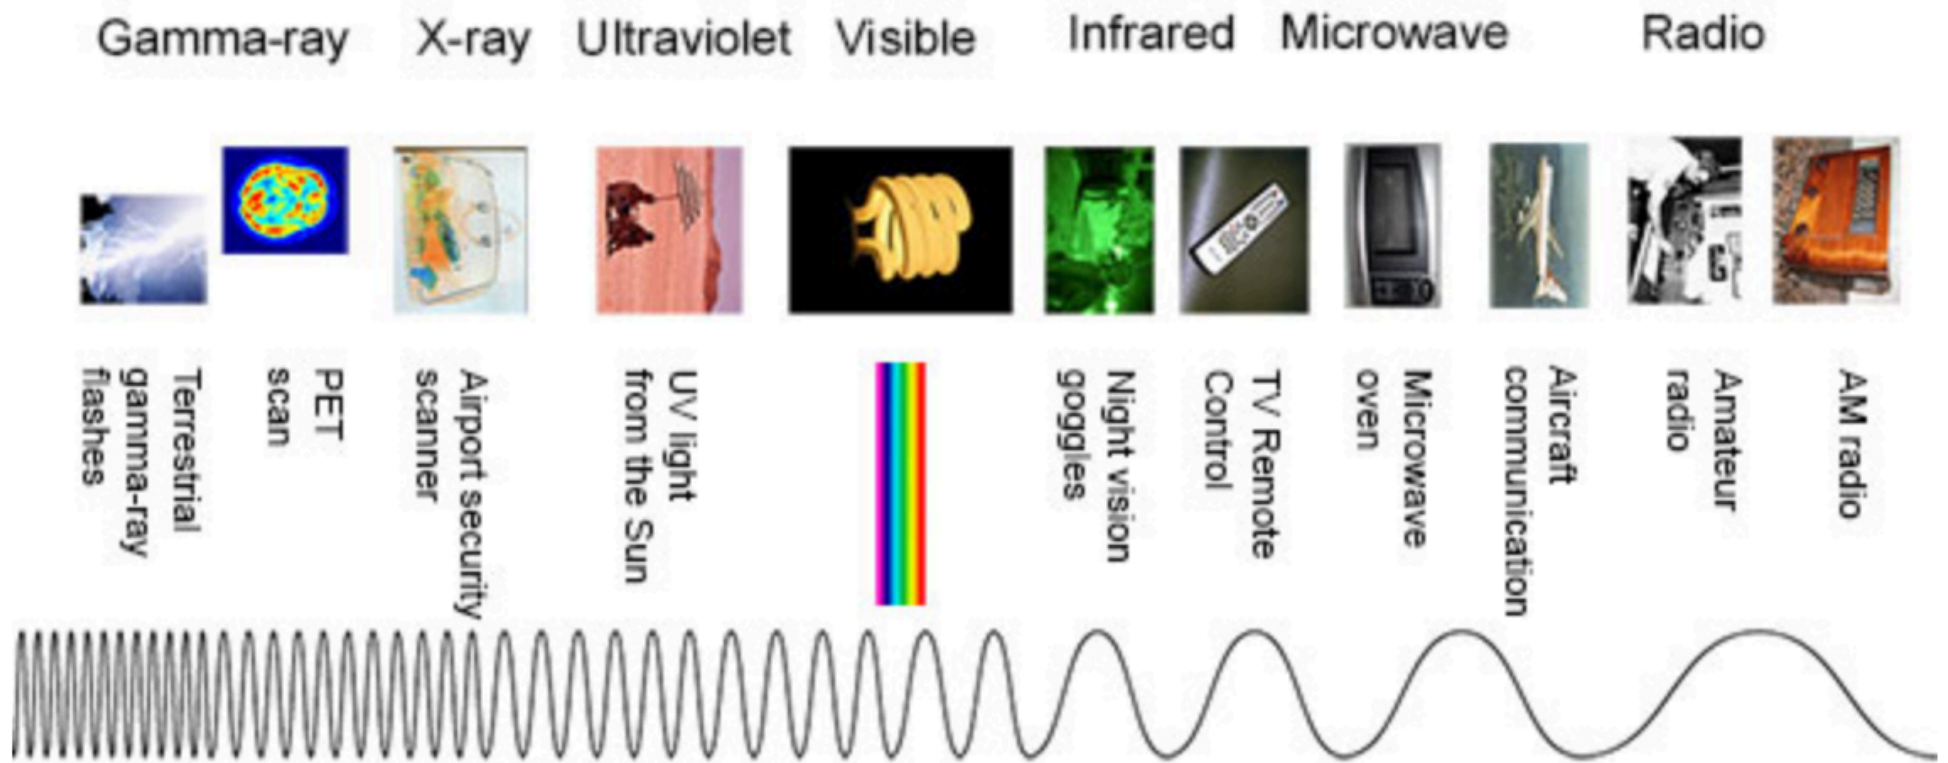 Gamma-ray
X-ray
Ultraviolet
Visible
Infrared
Microwave
Radio
Terrestrial
gamma-ray
flashes
PET
scan
Airport security
scanner
UV light
from the Sun
Night vision
goggles
TV Remote
Control
Microwave
oven
Aircraft
communication
Amateur
radio
AM radio